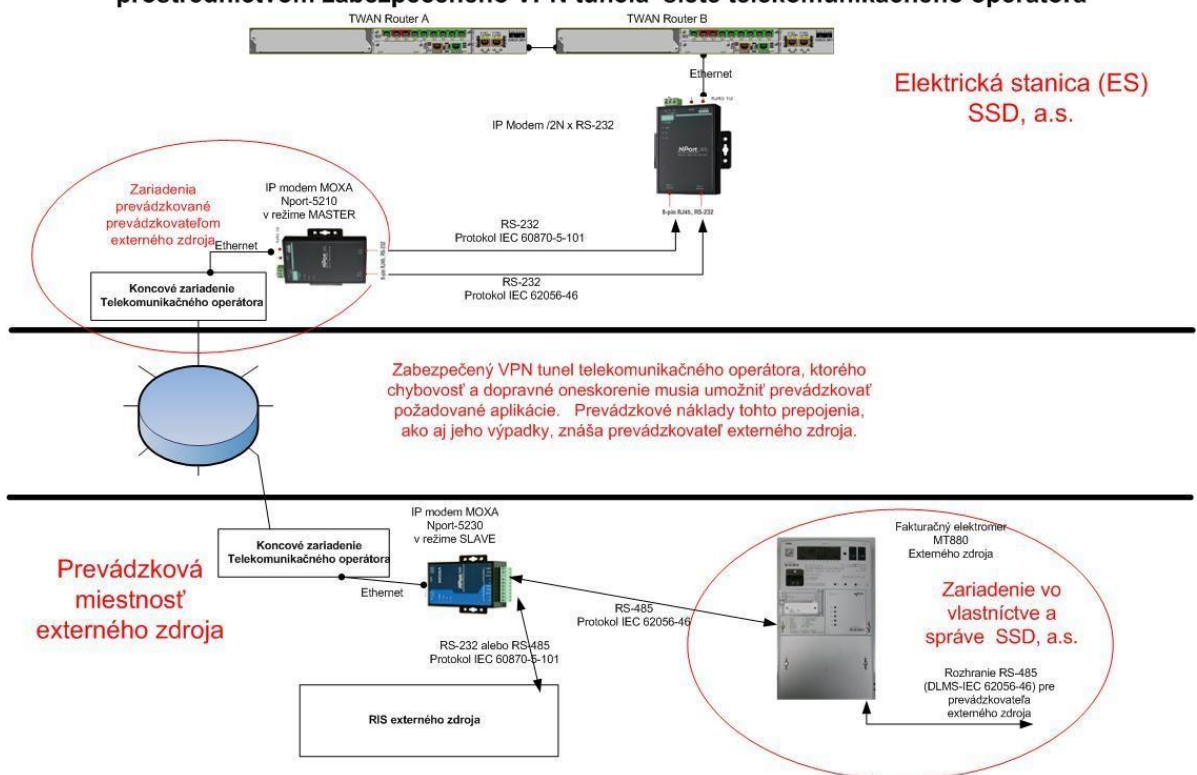 prostredníctvom zabezpečeného VPN tunela siete telekomunikačného operátora
TWAN Router A
TWAN Router B
Ethernet
Elektrická stanica (ES)
SSD, a.s.
IP Modem /2N x RS-232
NPort
8-pin RJ45, RS-232
Zariadenia
prevádzkované
prevádzkovateľom
externého zdroja
IP modem MOXA
Nport-5210
v režime MASTER
Ethernet
8-pin RJ45, RS-232
RS-232
Protokol IEC 60870-5-101
RS-232
Protokol IEC 62056-46
Koncové zariadenie
Telekomunikačného operátora
Zabezpečený VPN tunel telekomunikačného operátora, ktorého
chybovosť a dopravné oneskorenie musia umožniť prevádzkovať
požadované aplikácie. Prevádzkové náklady tohto prepojenia,
ako aj jeho výpadky, znáša prevádzkovateľ externého zdroja.
Prevádzková
miestnosť
externého zdroja
Koncové zariadenie
Telekomunikačného operátora
Ethernet
IP modem MOXA
Nport-5230
v režime SLAVE
RS-485
Protokol IEC 62056-46
RS-232 alebo RS-485
Protokol IEC 60870-5-101
RIS externého zdroja
Fakturačný elektromer
MT880
Externého zdroja
Zariadenie vo
vlastníctve a
správe SSD, a.s.
Rozhranie RS-485
(DLMS-IEC 62056-46) pre
prevádzkovateľa
externého zdroja